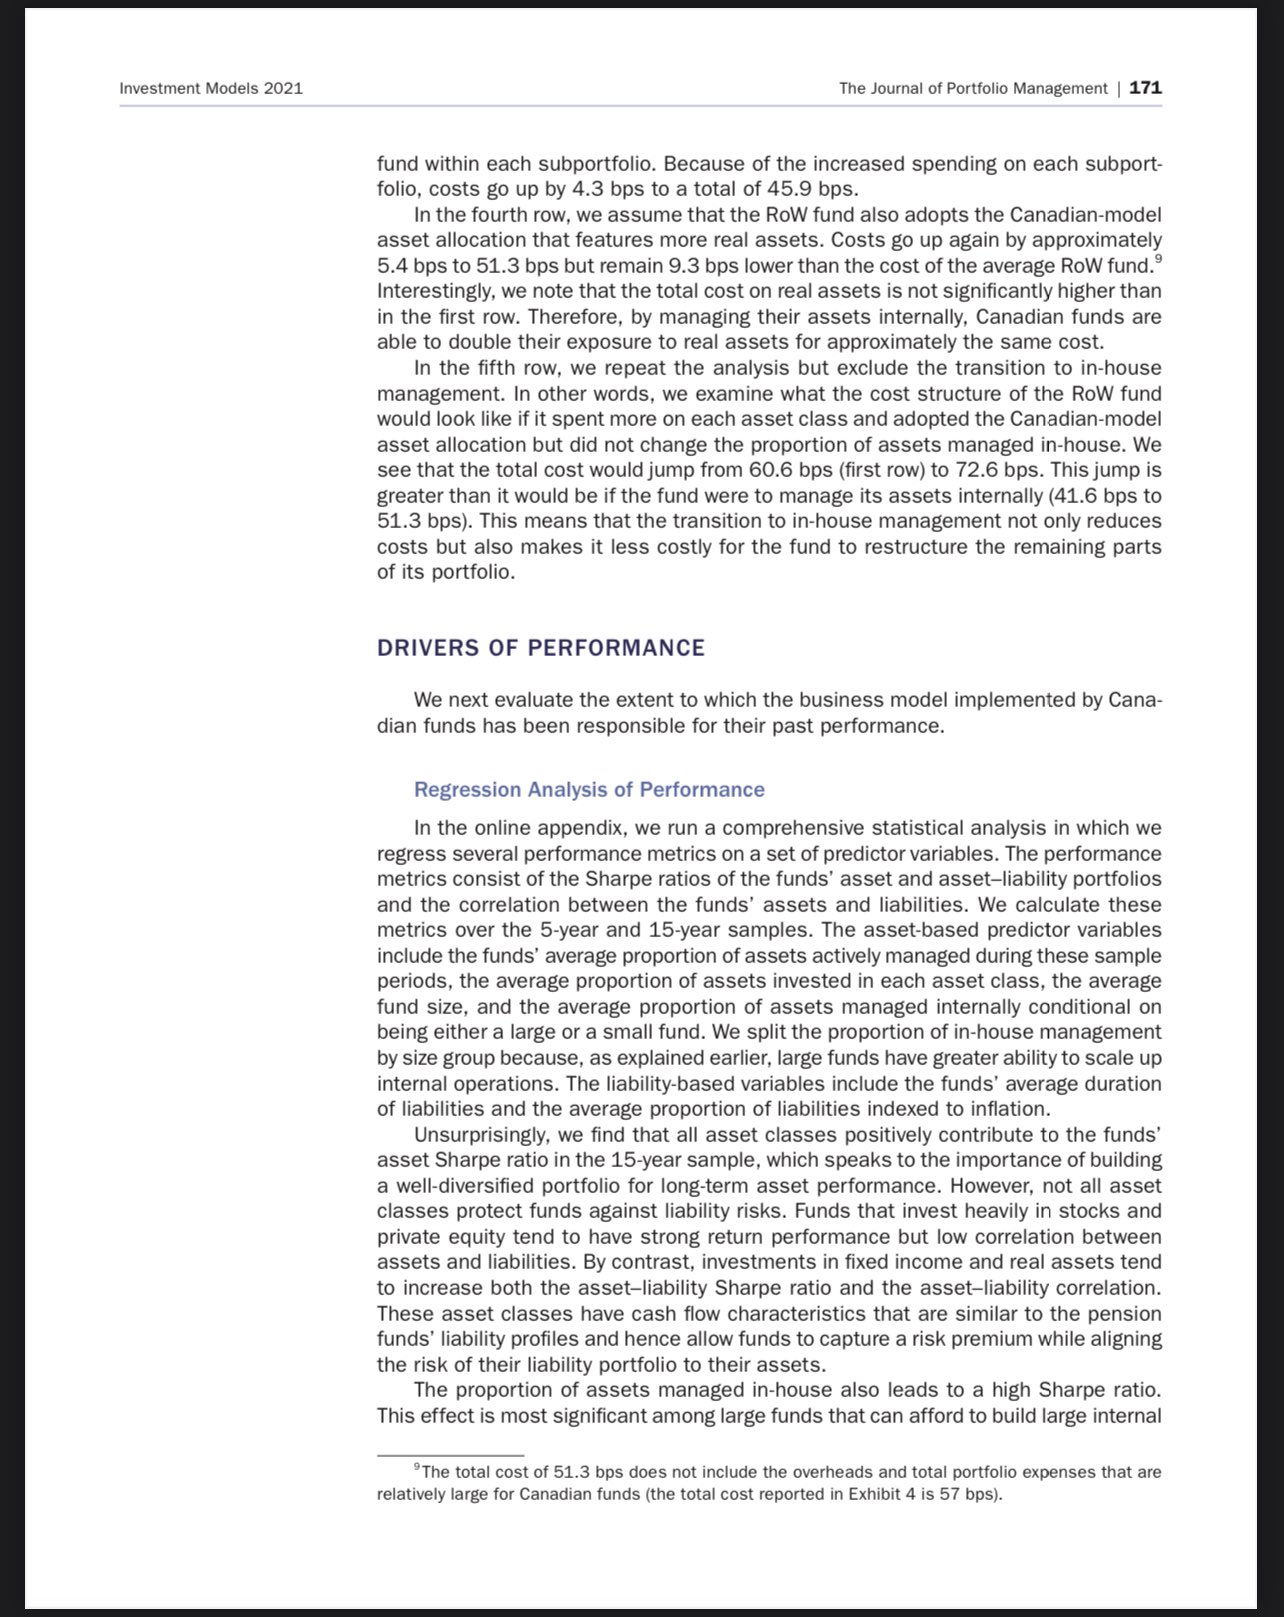 Investment Models 2021
The Journal of Portfolio Management | 171
fund within each subportfolio. Because of the increased spending on each subport-
folio, costs go up by 4.3 bps to a total of 45.9 bps.
In the fourth row, we assume that the RoW fund also adopts the Canadian-model
asset allocation that features more real assets. Costs go up again by approximately
5.4 bps to 51.3 bps but remain 9.3 bps lower than the cost of the average RoW fund.⁹
Interestingly, we note that the total cost on real assets is not significantly higher than
in the first row. Therefore, by managing their assets internally, Canadian funds are
able to double their exposure to real assets for approximately the same cost.
In the fifth row, we repeat the analysis but exclude the transition to in-house
management. In other words, we examine what the cost structure of the RoW fund
would look like if it spent more on each asset class and adopted the Canadian-model
asset allocation but did not change the proportion of assets managed in-house. We
see that the total cost would jump from 60.6 bps (first row) to 72.6 bps. This jump is
greater than it would be if the fund were to manage its assets internally (41.6 bps to
51.3 bps). This means that the transition to in-house management not only reduces
costs but also makes it less costly for the fund to restructure the remaining parts
of its portfolio.
DRIVERS OF PERFORMANCE
We next evaluate the extent to which the business model implemented by Cana-
dian funds has been responsible for their past performance.
Regression Analysis of Performance
In the online appendix, we run a comprehensive statistical analysis in which we
regress several performance metrics on a set of predictor variables. The performance
metrics consist of the Sharpe ratios of the funds' asset and asset–liability portfolios
and the correlation between the funds' assets and liabilities. We calculate these
metrics over the 5-year and 15-year samples. The asset-based predictor variables
include the funds' average proportion of assets actively managed during these sample
periods, the average proportion of assets invested in each asset class, the average
fund size, and the average proportion of assets managed internally conditional on
being either a large or a small fund. We split the proportion of in-house management
by size group because, as explained earlier, large funds have greater ability to scale up
internal operations. The liability-based variables include the funds' average duration
of liabilities and the average proportion of liabilities indexed to inflation.
Unsurprisingly, we find that all asset classes positively contribute to the funds'
asset Sharpe ratio in the 15-year sample, which speaks to the importance of building
a well-diversified portfolio for long-term asset performance. However, not all asset
classes protect funds against liability risks. Funds that invest heavily in stocks and
private equity tend to have strong return performance but low correlation between
assets and liabilities. By contrast, investments in fixed income and real assets tend
to increase both the asset–liability Sharpe ratio and the asset–liability correlation.
These asset classes have cash flow characteristics that are similar to the pension
funds' liability profiles and hence allow funds to capture a risk premium while aligning
the risk of their liability portfolio to their assets.
The proportion of assets managed in-house also leads to a high Sharpe ratio.
This effect is most significant among large funds that can afford to build large internal
⁹The total cost of 51.3 bps does not include the overheads and total portfolio expenses that are
relatively large for Canadian funds (the total cost reported in Exhibit 4 is 57 bps).